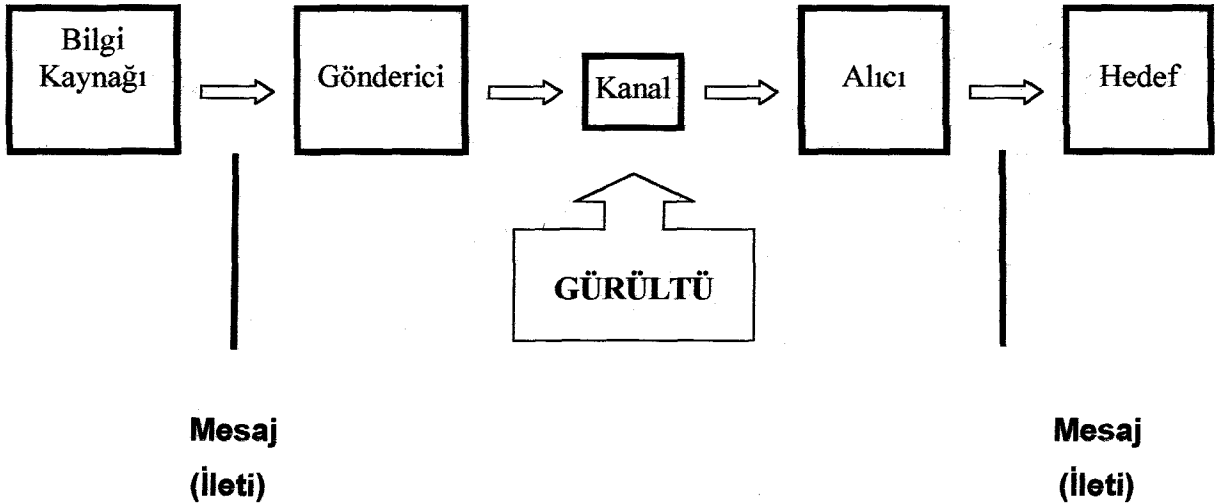 Bilgi
Kaynağı
Gönderici
Kanal
Alıcı
Hedef
GÜRÜLTÜ
Mesaj
(İleti)
Mesaj
(İleti)